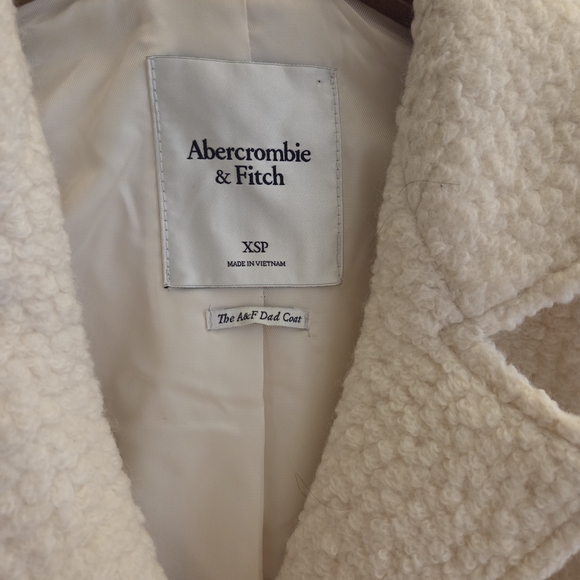 Abercrombie
& Fitch
XSP
MADE IN VIETNAM
The A&F Dad Coat